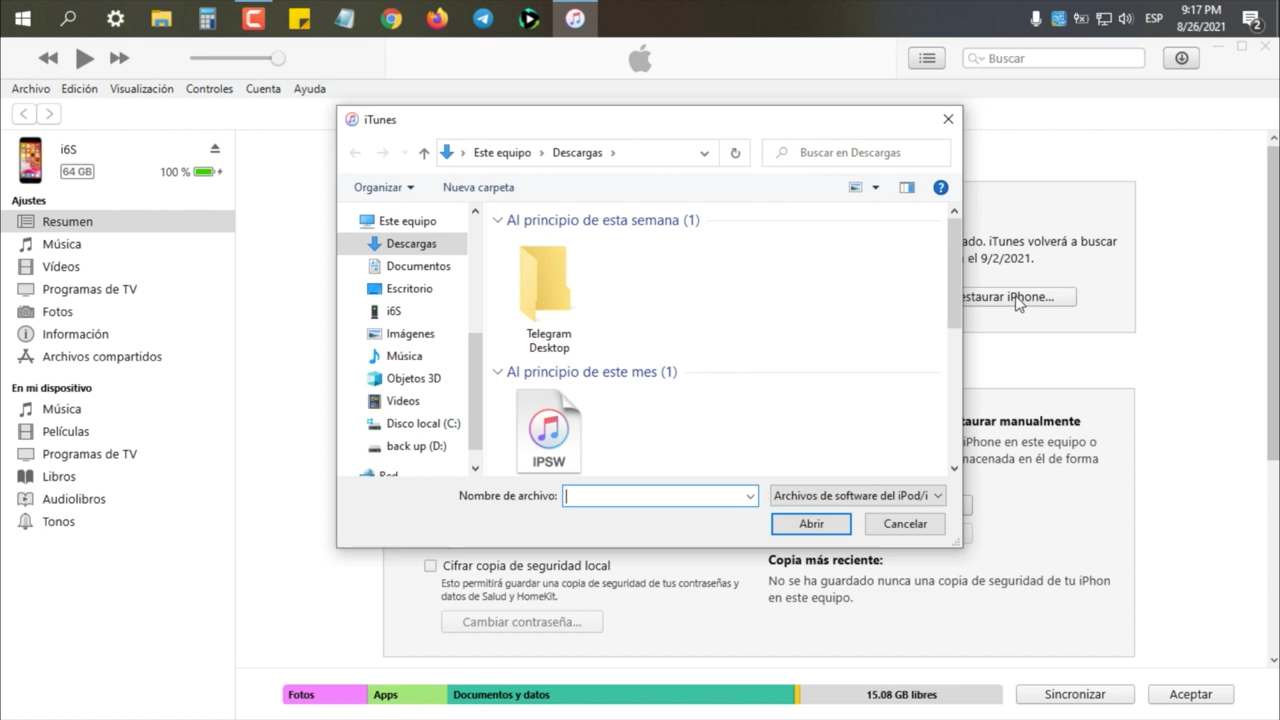 9:17 PM
ESP
8/26/2021
2
Buscar
Archivo Edición Visualización Controles Cuenta Ayuda
i6S
64 GB
100 %
Ajustes
Resumen
Música
Vídeos
Programas de TV
Fotos
Información
Archivos compartidos
En mi dispositivo
Música
Películas
Programas de TV
Libros
Audiolibros
Tonos
iTunes
Este equipo > Descargas >
Buscar en Descargas
Organizar
Nueva carpeta
Este equipo
Descargas
Documentos
Escritorio
i6S
Imágenes
Música
Objetos 3D
Videos
Disco local (C:)
back up (D:)
Red
Al principio de esta semana (1)
Telegram
Desktop
Al principio de este mes (1)
IPSW
Nombre de archivo:
Archivos de software del iPod/i
Abrir
Cancelar
ado. iTunes volverá a buscar
el 9/2/2021.
estaurar iPhone...
aurar manualmente
iPhone en este equipo o
nacenada en él de forma
Cifrar copia de seguridad local
Esto permitirá guardar una copia de seguridad de tus contraseñas y
datos de Salud y HomeKit.
Cambiar contraseña...
Copia más reciente:
No se ha guardado nunca una copia de seguridad de tu iPhon
en este equipo.
Fotos
Apps
Documentos y datos
15.08 GB libres
Sincronizar
Aceptar